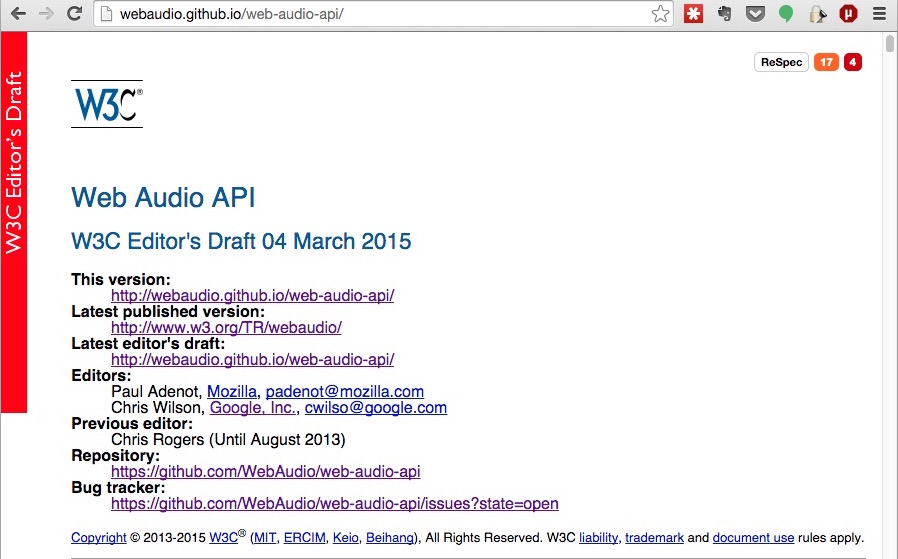 webaudio.github.io/web-audio-api/
ReSpec 17 4
W3C Editor's Draft
W3C®
Web Audio API
W3C Editor's Draft 04 March 2015
This version:
http://webaudio.github.io/web-audio-api/
Latest published version:
http://www.w3.org/TR/webaudio/
Latest editor's draft:
http://webaudio.github.io/web-audio-api/
Editors:
Paul Adenot, Mozilla, padenot@mozilla.com
Chris Wilson, Google, Inc., cwilso@google.com
Previous editor:
Chris Rogers (Until August 2013)
Repository:
https://github.com/WebAudio/web-audio-api
Bug tracker:
https://github.com/WebAudio/web-audio-api/issues?state=open
Copyright © 2013-2015 W3C® (MIT, ERCIM, Keio, Beihang), All Rights Reserved. W3C liability, trademark and document use rules apply.